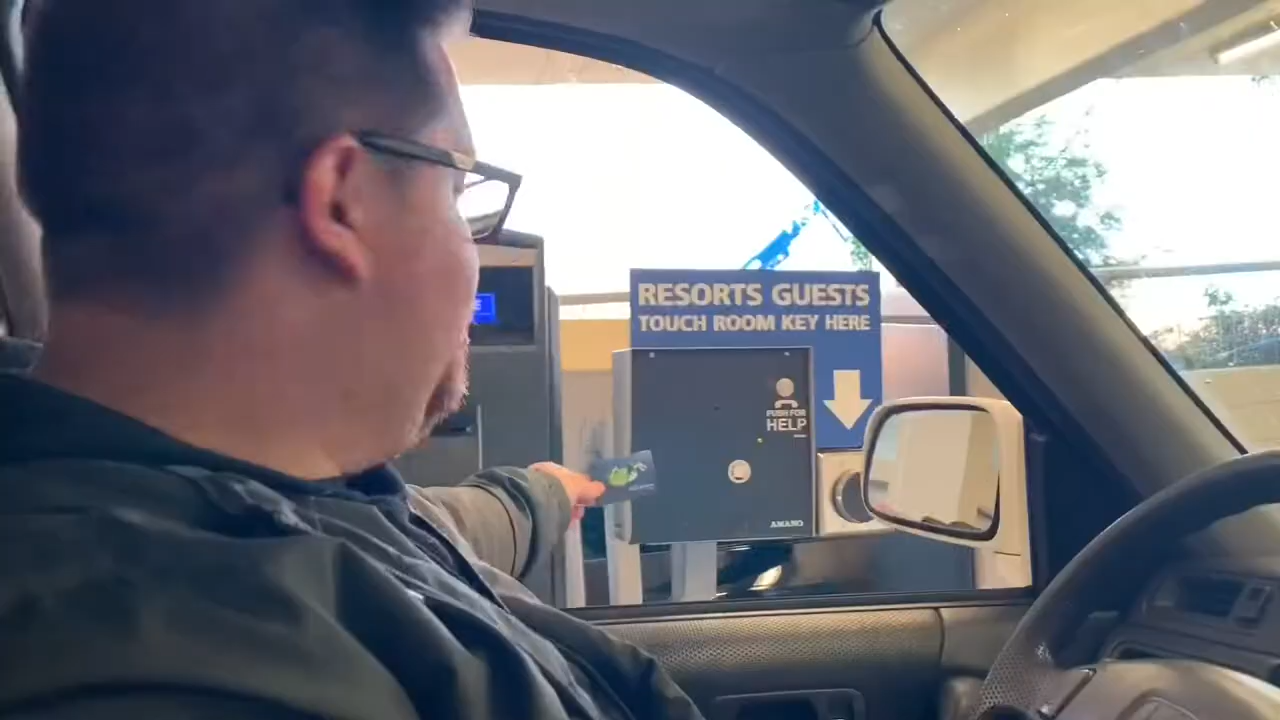 RESORTS GUESTS
TOUCH ROOM KEY HERE
PUSH FOR
HELP
AMANO